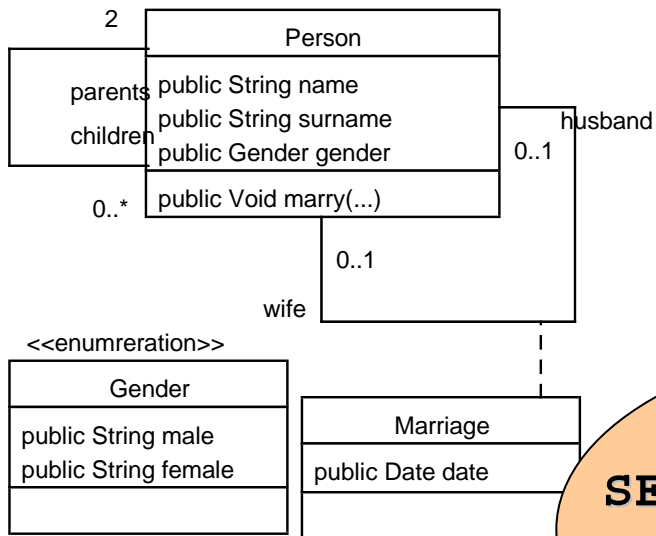 2
Person
parents
public String name
public String surname
husband
children
public Gender gender
0..1
0..*
public Void marry(...)
0..1
wife
<<enumreration>>
Gender
public String male
public String female
Marriage
public Date date